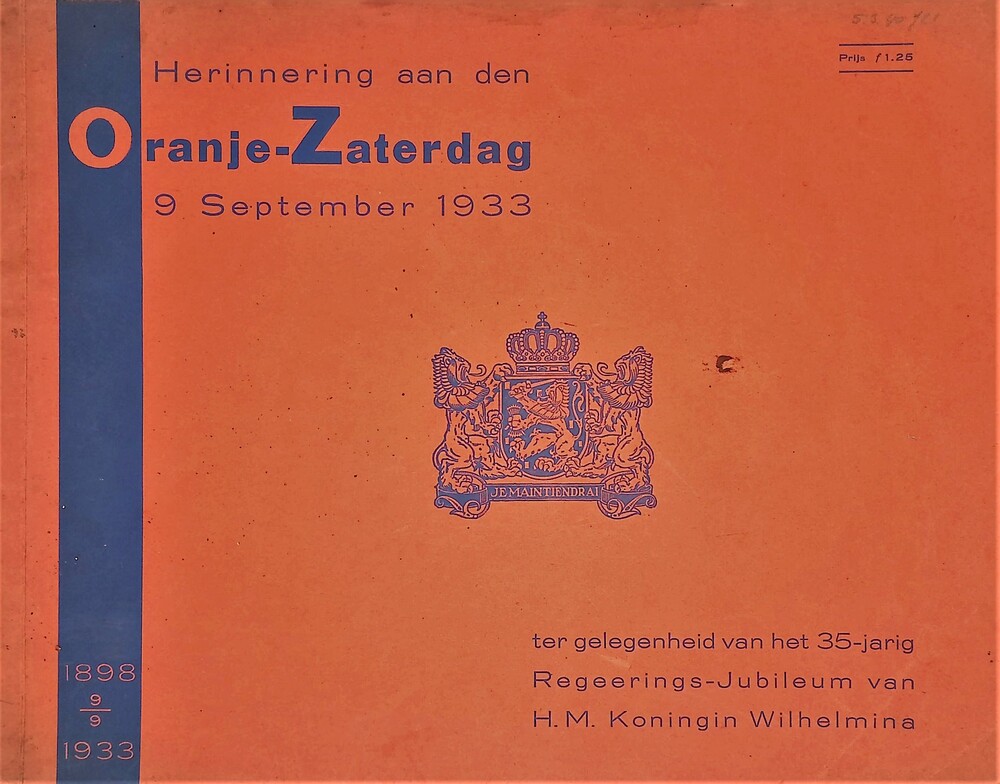 Prijs f 1.25
Herinnering aan den
Oranje-Zaterdag
9 September 1933
JE MAINTIENDRAI
ter gelegenheid van het 35-jarig
Regeerings-Jubileum van
H.M. Koningin Wilhelmina
1898
9
9
1933